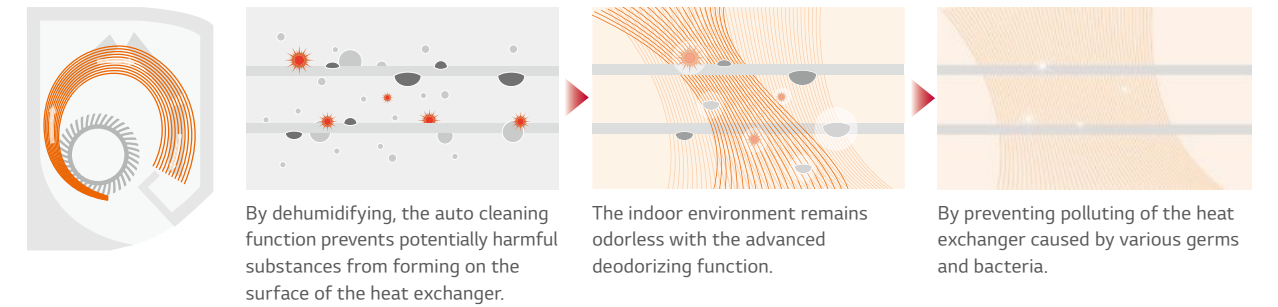 By dehumidifying, the auto cleaning
function prevents potentially harmful
substances from forming on the
surface of the heat exchanger.
The indoor environment remains
odorless with the advanced
deodorizing function.
By preventing polluting of the heat
exchanger caused by various germs
and bacteria.